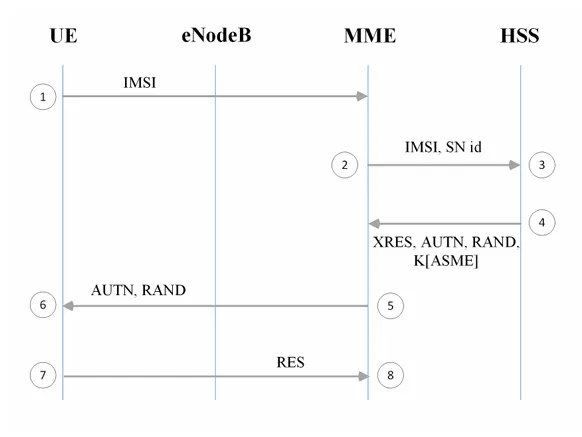 UE eNodeB MME HSS
1 IMSI
2 IMSI, SN id 3
4
XRES, AUTN, RAND,
K[ASME]
6 AUTN, RAND 5
7 RES 8